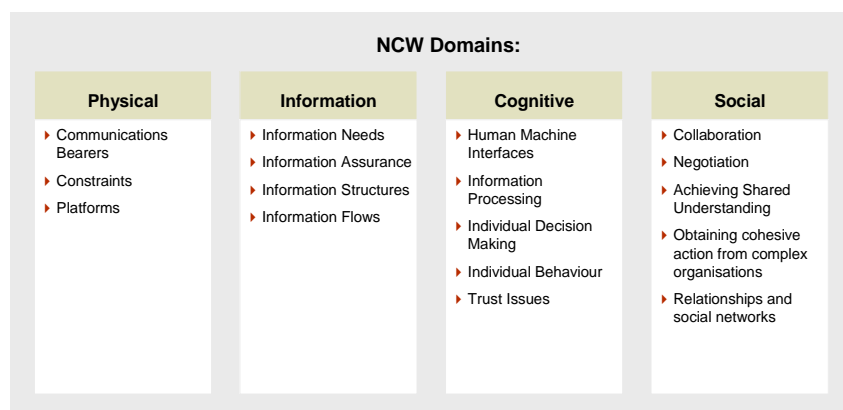 NCW Domains:
Physical
Communications
Bearers
Constraints
Platforms
Information
Information Needs
Information Assurance
Information Structures
Information Flows
Cognitive
Human Machine
Interfaces
Information
Processing
Individual Decision
Making
Individual Behaviour
Trust Issues
Social
Collaboration
Negotiation
Achieving Shared
Understanding
Obtaining cohesive
action from complex
organisations
Relationships and
social networks